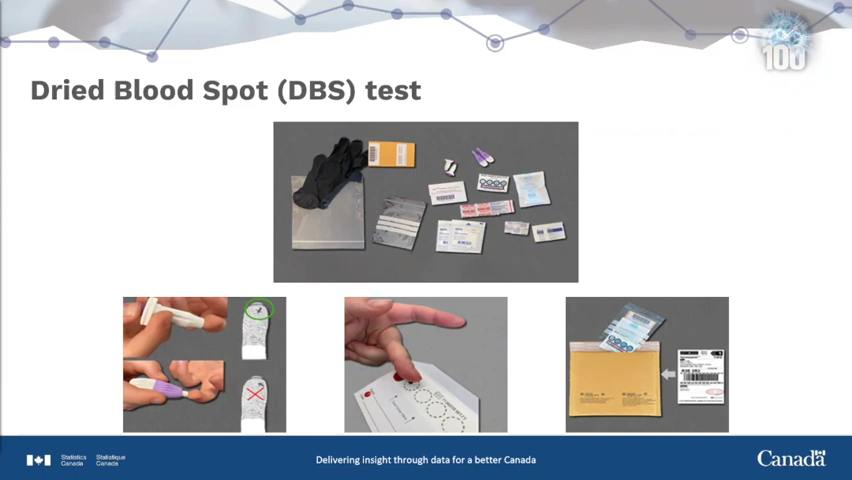 100
Dried Blood Spot (DBS) test
Statistics Statistique
Canada Canada
Delivering insight through data for a better Canada
Canada